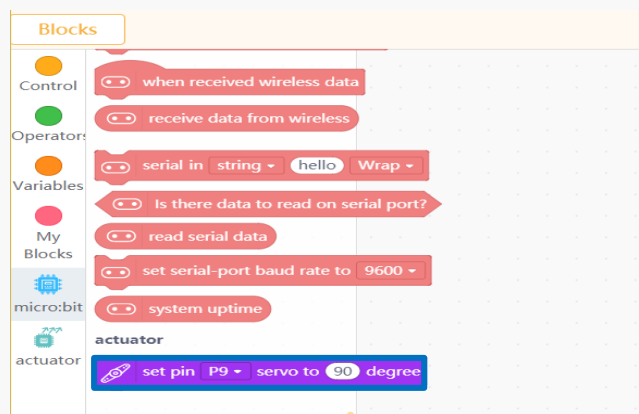 Blocks
Control
Operators
Variables
My
Blocks
micro:bit
actuator
when received wireless data
receive data from wireless
serial in string hello Wrap
Is there data to read on serial port?
read serial data
set serial-port baud rate to 9600
system uptime
actuator
set pin P9 servo to 90 degree